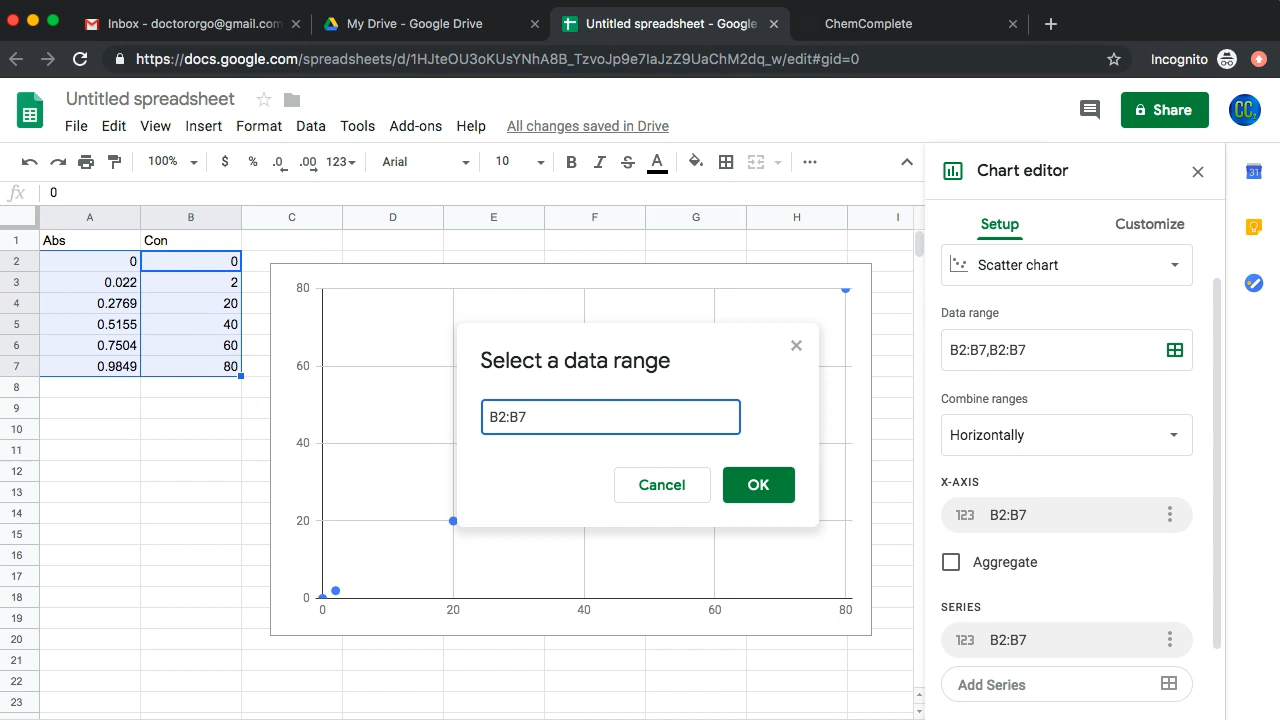 Inbox - doctororgo@gmail.com
My Drive - Google Drive
Untitled spreadsheet - Google
ChemComplete
https://docs.google.com/spreadsheets/d/1HJteOU3oKUsYNhA8B_TzvoJp9e7IaJzZ9UaChM2dq_w/edit#gid=0
Incognito
Untitled spreadsheet
File Edit View Insert Format Data Tools Add-ons Help All changes saved in Drive
Share
CC2
100% $ % .0 .00 123 Arial 10 B I S A
fx 0
A B C D E F G H I
1 Abs Con
2 0 0
3 0.022 2
4 0.2769 20
5 0.5155 40
6 0.7504 60
7 0.9849 80
8
9
10
11
12
13
14
15
16
17
18
19
20
21
22
23
80
60
40
20
0
0 20 40 60 80
Select a data range
B2:B7
Cancel OK
Chart editor
Setup Customize
Scatter chart
Data range
B2:B7,B2:B7
Combine ranges
Horizontally
X-AXIS
123 B2:B7
Aggregate
SERIES
123 B2:B7
Add Series
31